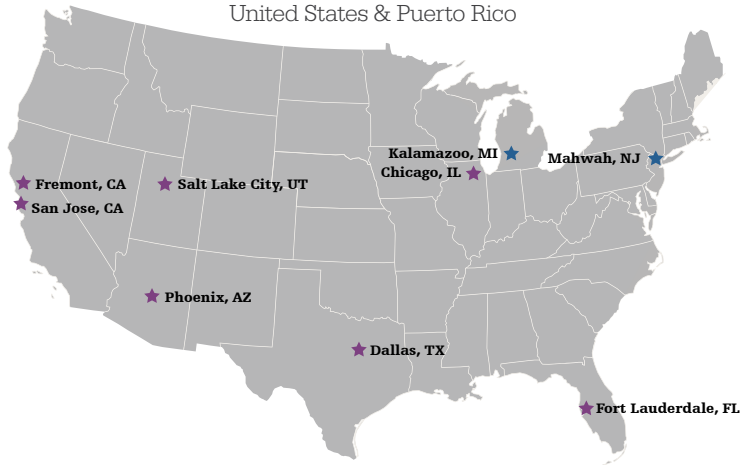 United States & Puerto Rico
Kalamazoo, MI
Mahwah, NJ
Chicago, IL
Fremont, CA
Salt Lake City, UT
San Jose, CA
Phoenix, AZ
Dallas, TX
Fort Lauderdale, FL